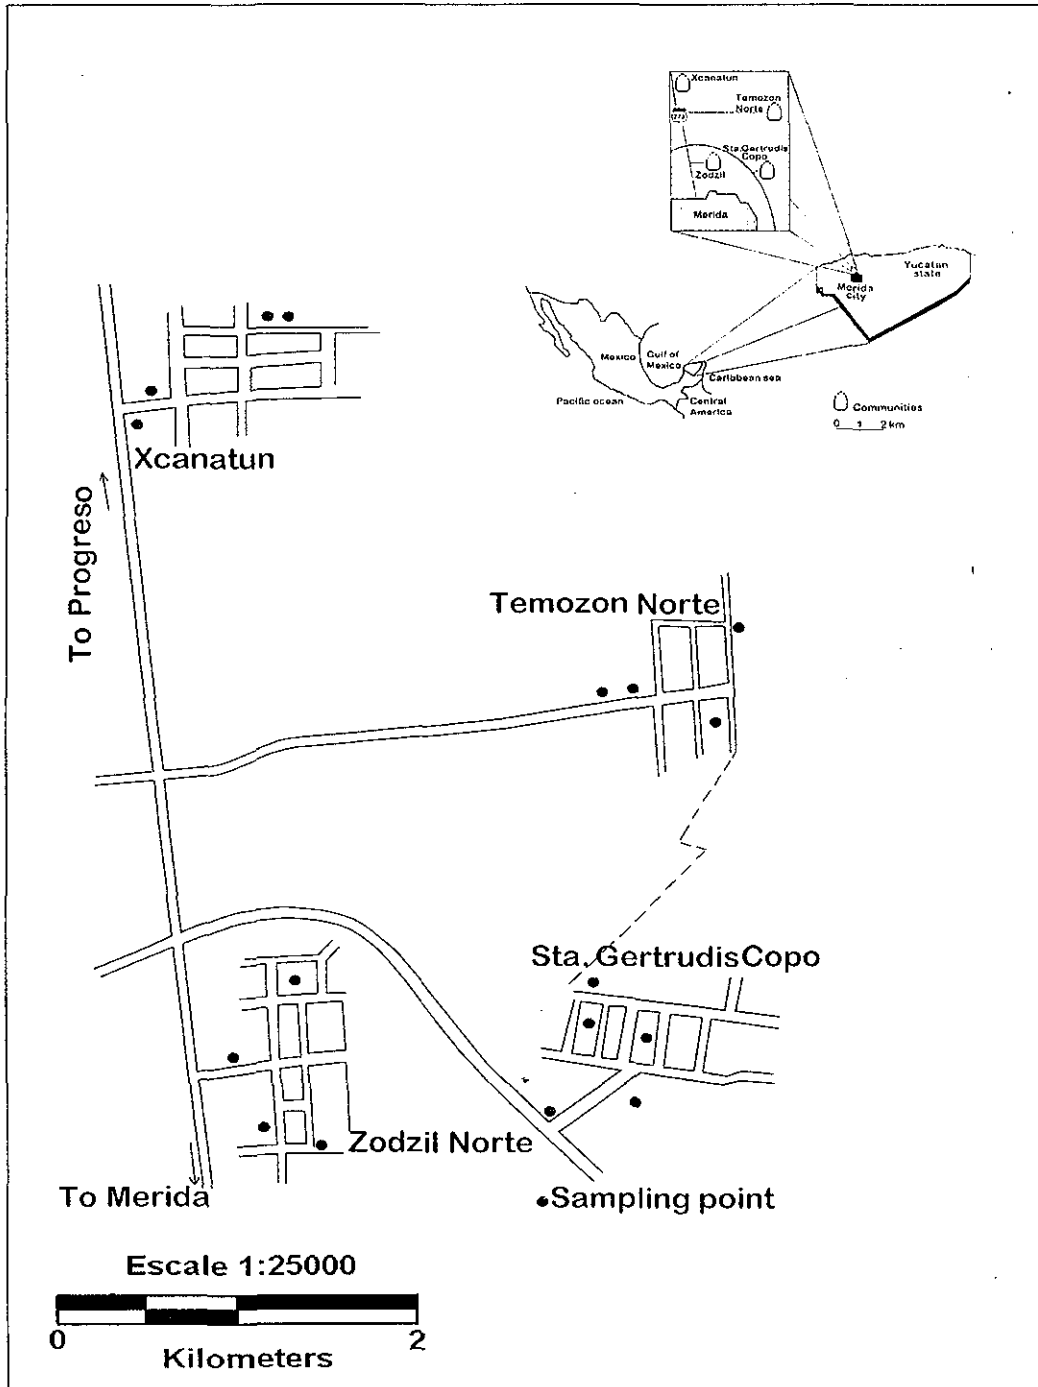 Xcanatun
Temozon
Norte
Sta.Gertrudis
Copo
Zodzil
Merida
Yucatan
state
Merida
City
Mexico
Gulf of
Mexico
Caribbean sea
Pacific ocean
Central
America
Communities
0 1 2 km
Xcanatun
To Progreso
Temozon Norte
Sta. Gertrudis Copo
Zodzil Norte
To Merida
Sampling point
Escale 1:25000
0 2
Kilometers